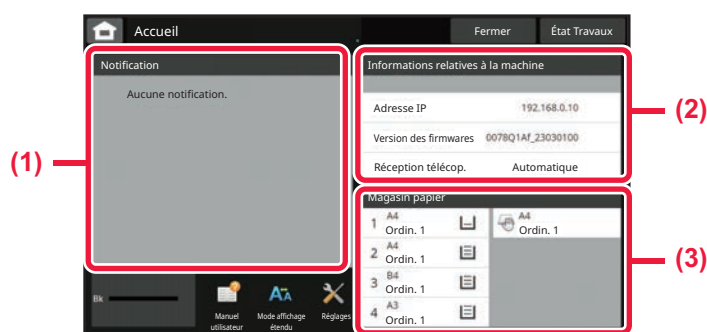 Accueil
Fermer
État Travaux
(1)
Notification
Aucune notification.
Informations relatives à la machine
Adresse IP 192.168.0.10
Version des firmwares 0078Q1Af_23030100
Réception télécop. Automatique
(2)
Magasin papier
1 A4
Ordin. 1
2 A4
Ordin. 1
3 B4
Ordin. 1
4 A3
Ordin. 1
A4
Ordin. 1
(3)
Bk
Manuel
utilisateur
Mode affichage
étendu
Réglages